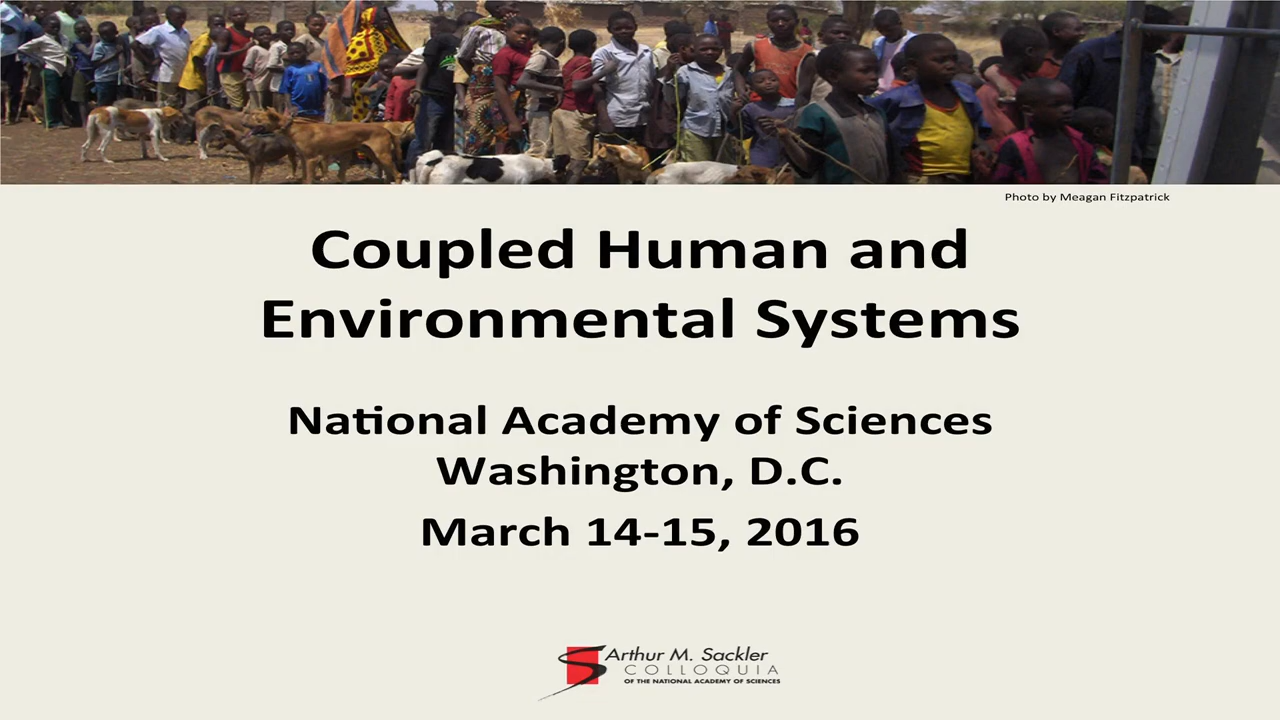 Photo by Meagan Fitzpatrick
Coupled Human and
Environmental Systems
National Academy of Sciences
Washington, D.C.
March 14-15, 2016
Arthur M. Sackler
COLLOQUIA
OF THE NATIONAL ACADEMY OF SCIENCES